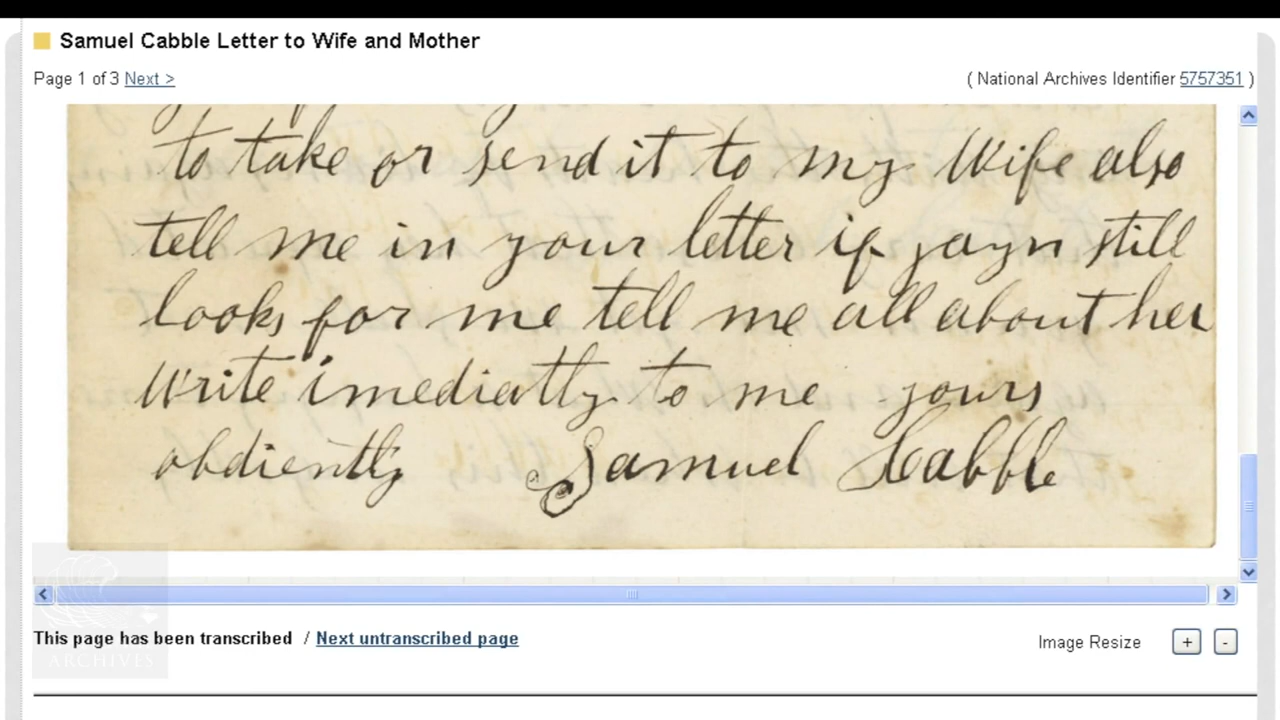 Samuel Cabble Letter to Wife and Mother
Page 1 of 3 Next >
( National Archives Identifier 5757351 )
to take or send it to my Wife also
tell me in your letter if jayn still
looks for me tell me all about her
Write imediatly to me yours
obdiently Samuel Cabble
This page has been transcribed / Next untranscribed page
Image Resize + -
ARCHIVES